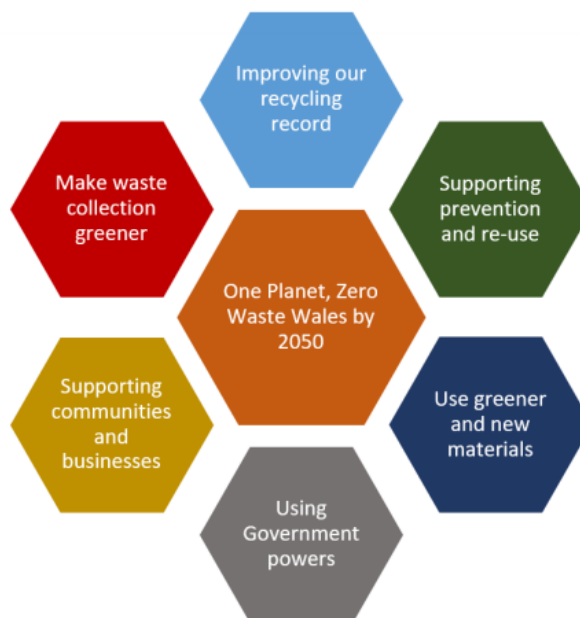 Improving our
recycling
record
Make waste
collection
greener
Supporting
prevention
and re-use
One Planet, Zero
Waste Wales by
2050
Supporting
communities
and
businesses
Use greener
and new
materials
Using
Government
powers